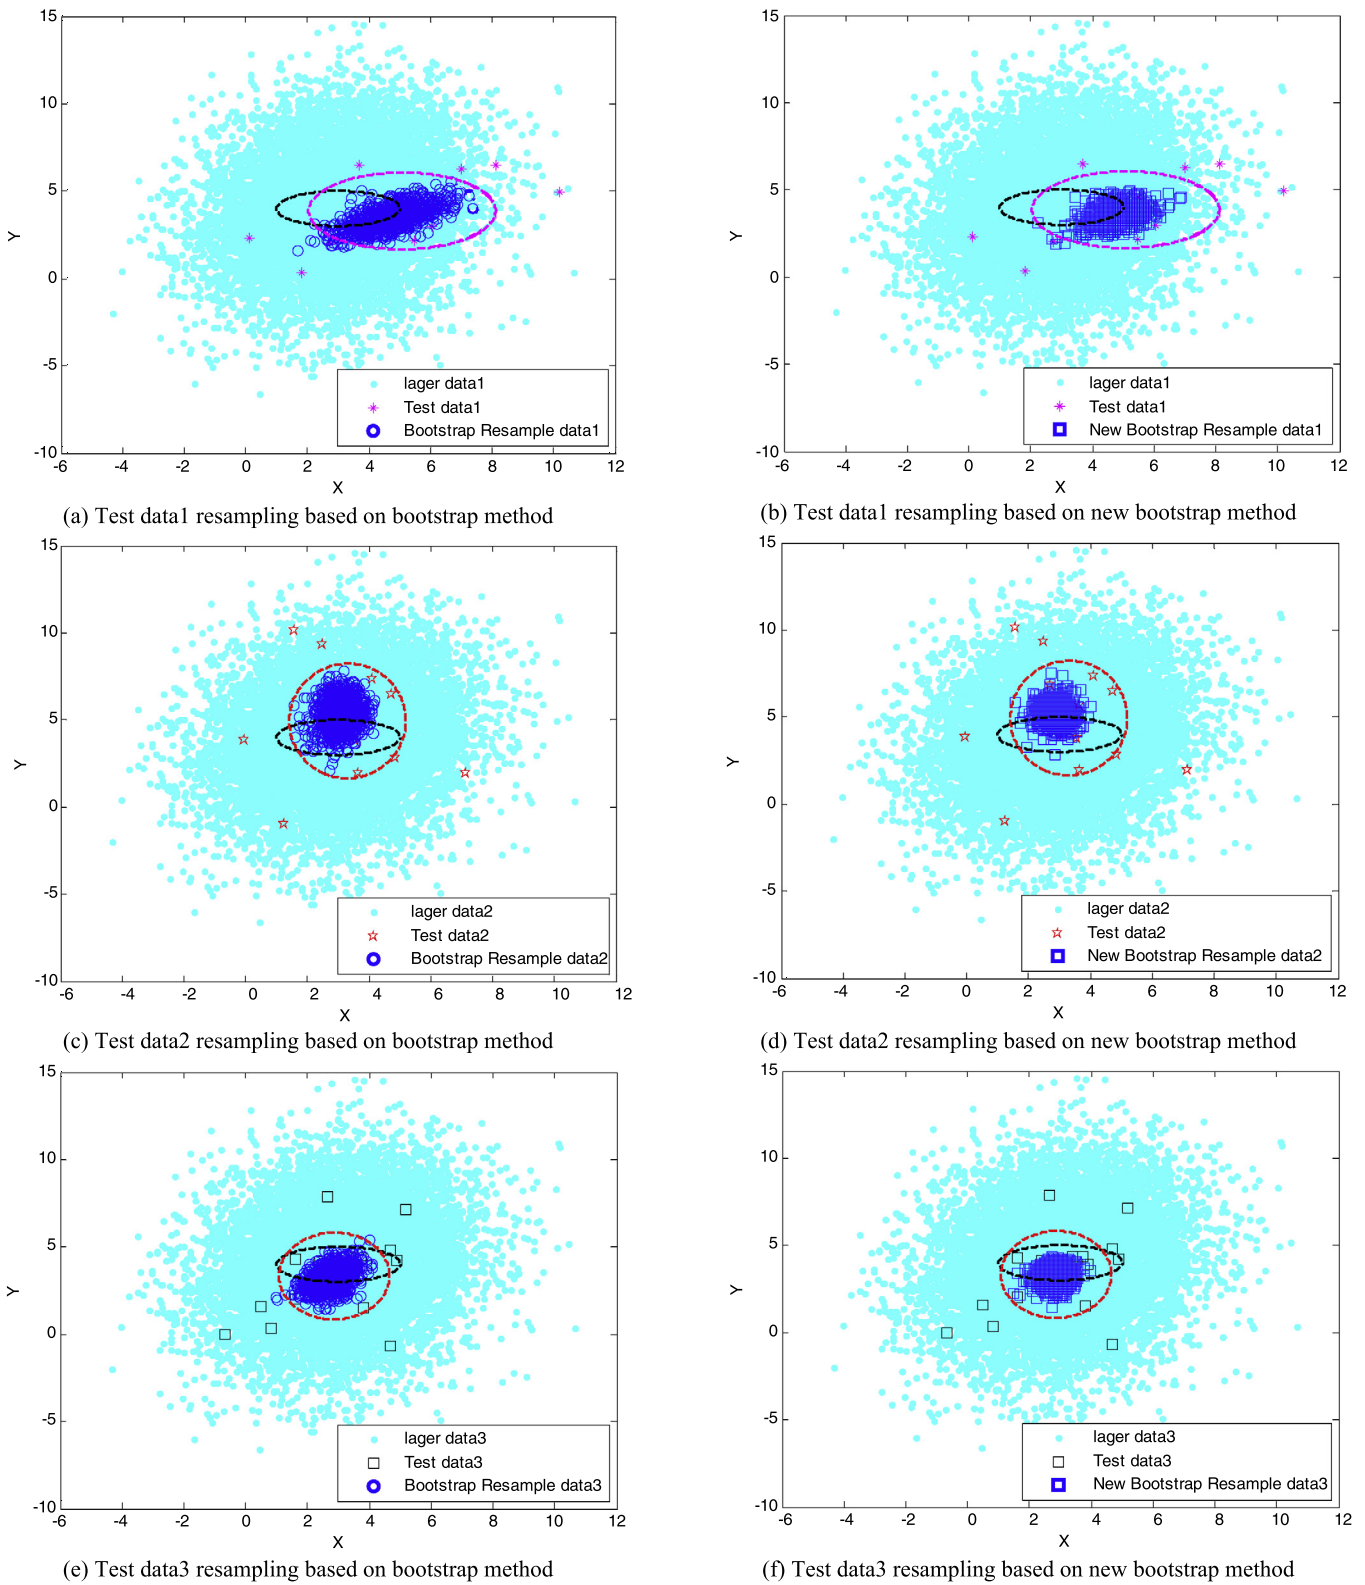 15
10
5
0
-5
-10
Y
-6 -4 -2 0 2 4 6 8 10 12
X
lager data1
Test data1
Bootstrap Resample data1
(a) Test data1 resampling based on bootstrap method
15
10
5
0
-5
-10
Y
-6 -4 -2 0 2 4 6 8 10 12
X
lager data1
Test data1
New Bootstrap Resample data1
(b) Test data1 resampling based on new bootstrap method
15
10
5
0
-5
-10
Y
-6 -4 -2 0 2 4 6 8 10 12
X
lager data2
Test data2
Bootstrap Resample data2
(c) Test data2 resampling based on bootstrap method
15
10
5
0
-5
-10
Y
-6 -4 -2 0 2 4 6 8 10 12
X
lager data2
Test data2
New Bootstrap Resample data2
(d) Test data2 resampling based on new bootstrap method
15
10
5
0
-5
-10
Y
-6 -4 -2 0 2 4 6 8 10 12
X
lager data3
Test data3
Bootstrap Resample data3
(e) Test data3 resampling based on bootstrap method
15
10
5
0
-5
-10
Y
-6 -4 -2 0 2 4 6 8 10 12
X
lager data3
Test data3
New Bootstrap Resample data3
(f) Test data3 resampling based on new bootstrap method